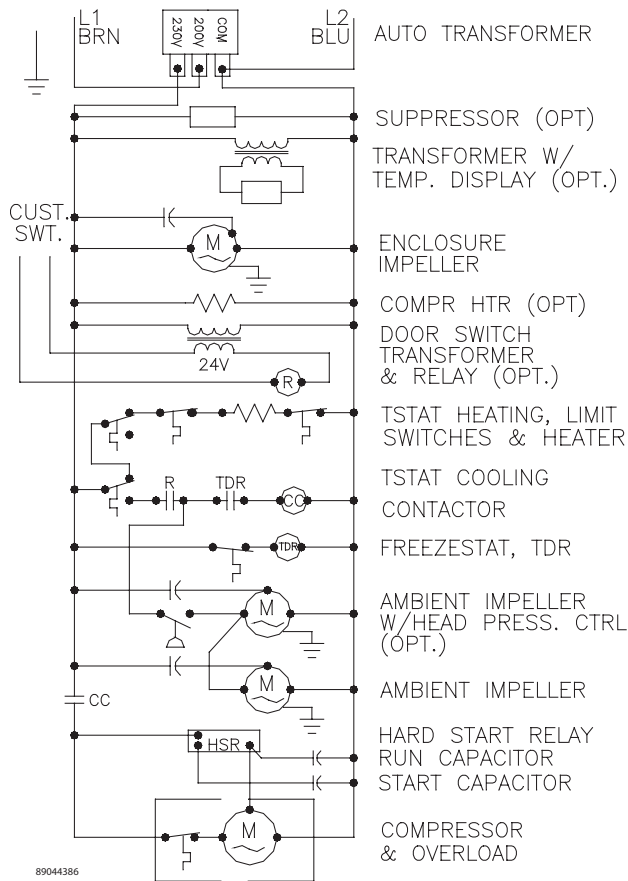 L1
BRN
230V
200V
COM
L2
BLU
AUTO TRANSFORMER
SUPPRESSOR (OPT)
TRANSFORMER W/
TEMP. DISPLAY (OPT.)
CUST.
SWT.
M
ENCLOSURE
IMPELLER
COMPR HTR (OPT)
DOOR SWITCH
TRANSFORMER
& RELAY (OPT.)
24V
R
TSTAT HEATING, LIMIT
SWITCHES & HEATER
TSTAT COOLING
R
TDR
CC
CONTACTOR
TDR
FREEZESTAT, TDR
M
AMBIENT IMPELLER
W/HEAD PRESS. CTRL
(OPT.)
M
AMBIENT IMPELLER
CC
HSR
HARD START RELAY
RUN CAPACITOR
START CAPACITOR
M
COMPRESSOR
& OVERLOAD
89044386